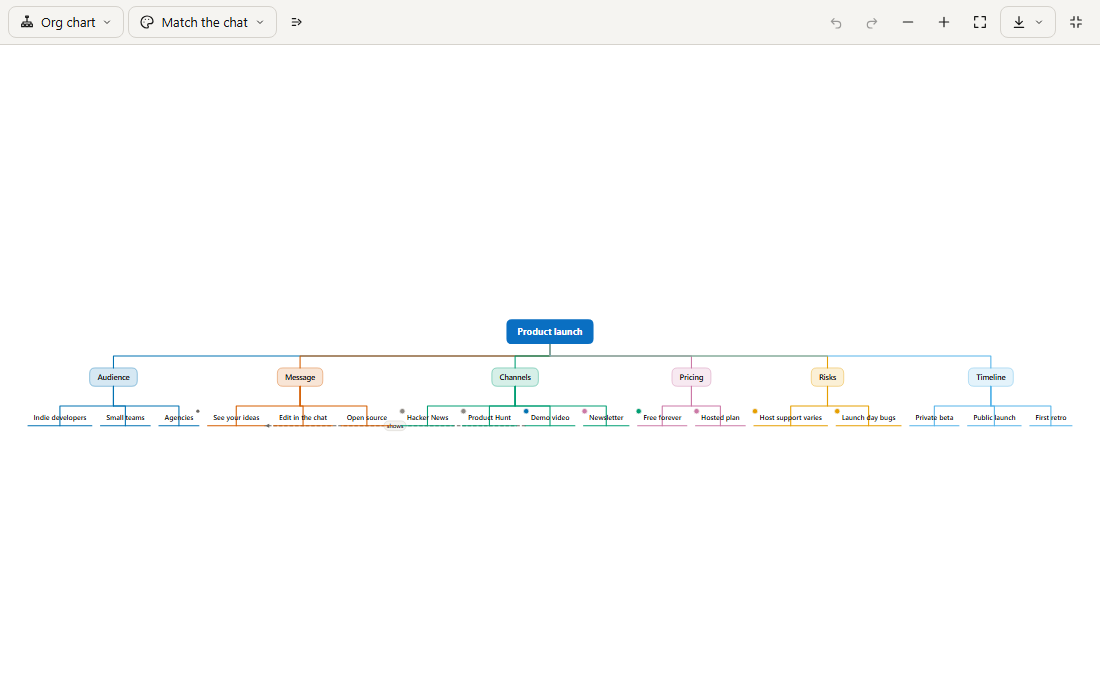 Org chart
Match the chat
Product launch
Audience
Message
Channels
Pricing
Risks
Timeline
Indie developers
Small teams
Agencies
See your ideas
Edit in the chat
Open source
Hacker News
Product Hunt
Demo video
Newsletter
Free forever
Hosted plan
Host support varies
Launch day bugs
Private beta
Public launch
First retro
shows